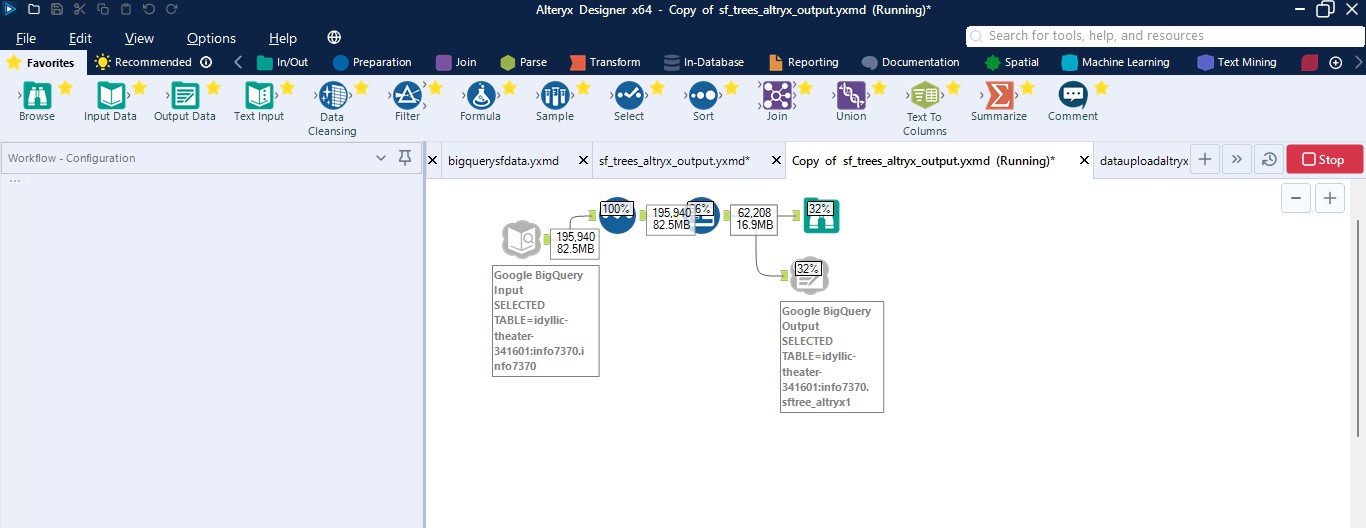 Alteryx Designer x64 - Copy of sf_trees_altryx_output.yxmd (Running)*
File Edit View Options Help
Search for tools, help, and resources
Favorites Recommended In/Out Preparation Join Parse Transform In-Database Reporting Documentation Spatial Machine Learning Text Mining
Browse Input Data Output Data Text Input Data Cleansing Filter Formula Sample Select Sort Join Union Text To Columns Summarize Comment
Workflow - Configuration
bigquerysfdata.yxmd sf_trees_altryx_output.yxmd* Copy of sf_trees_altryx_output.yxmd (Running)* datauploadaltryx
Stop
100%
195,940
82.5MB
195,940
82.5MB
6%
62,208
16.9MB
32%
32%
Google BigQuery
Input
SELECTED
TABLE=idyllic-
theater-
341601:info7370.i
nfo7370
Google BigQuery
Output
SELECTED
TABLE=idyllic-
theater-
341601:info7370.
sftree_altryx1